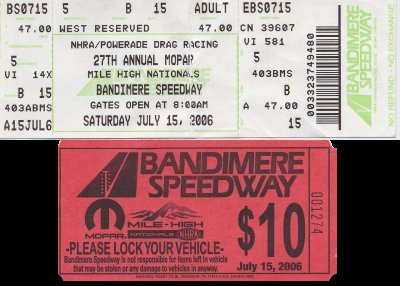 BS0715 5 B 15 ADULT EBS0715
47.00 WEST RESERVED 47.00 CN 39607
NHRA/POWERADE DRAG RACING VI 581
5 27TH ANNUAL MOPAR 5
VI 14X MILE HIGH NATIONALS 403BMS
B 15 BANDIMERE SPEEDWAY B 15
403ABMS GATES OPEN AT 8:00AM A 47.00
A15JUL6 SATURDAY JULY 15, 2006 15
003323749480
BANDIMERE
SPEEDWAY
NO REFUND - NO EXCHANGE
BANDIMERE
SPEEDWAY
MOPAR
MILE-HIGH
NATIONALS NHRA
$10
001274
-PLEASE LOCK YOUR VEHICLE-
Bandimere Speedway is not responsible for items left in vehicle
that may be stolen or any damage to vehicles in anyway.
July 15, 2006